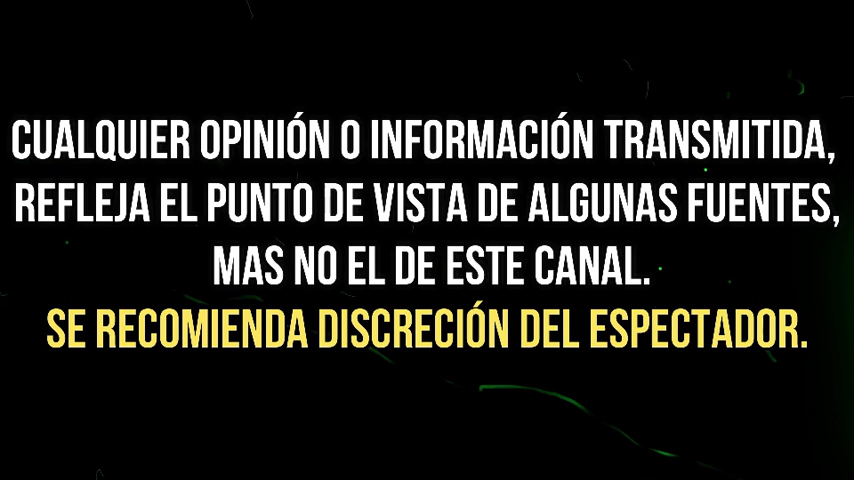 CUALQUIER OPINIÓN O INFORMACIÓN TRANSMITIDA,
REFLEJA EL PUNTO DE VISTA DE ALGUNAS FUENTES,
MAS NO EL DE ESTE CANAL.
SE RECOMIENDA DISCRECIÓN DEL ESPECTADOR.